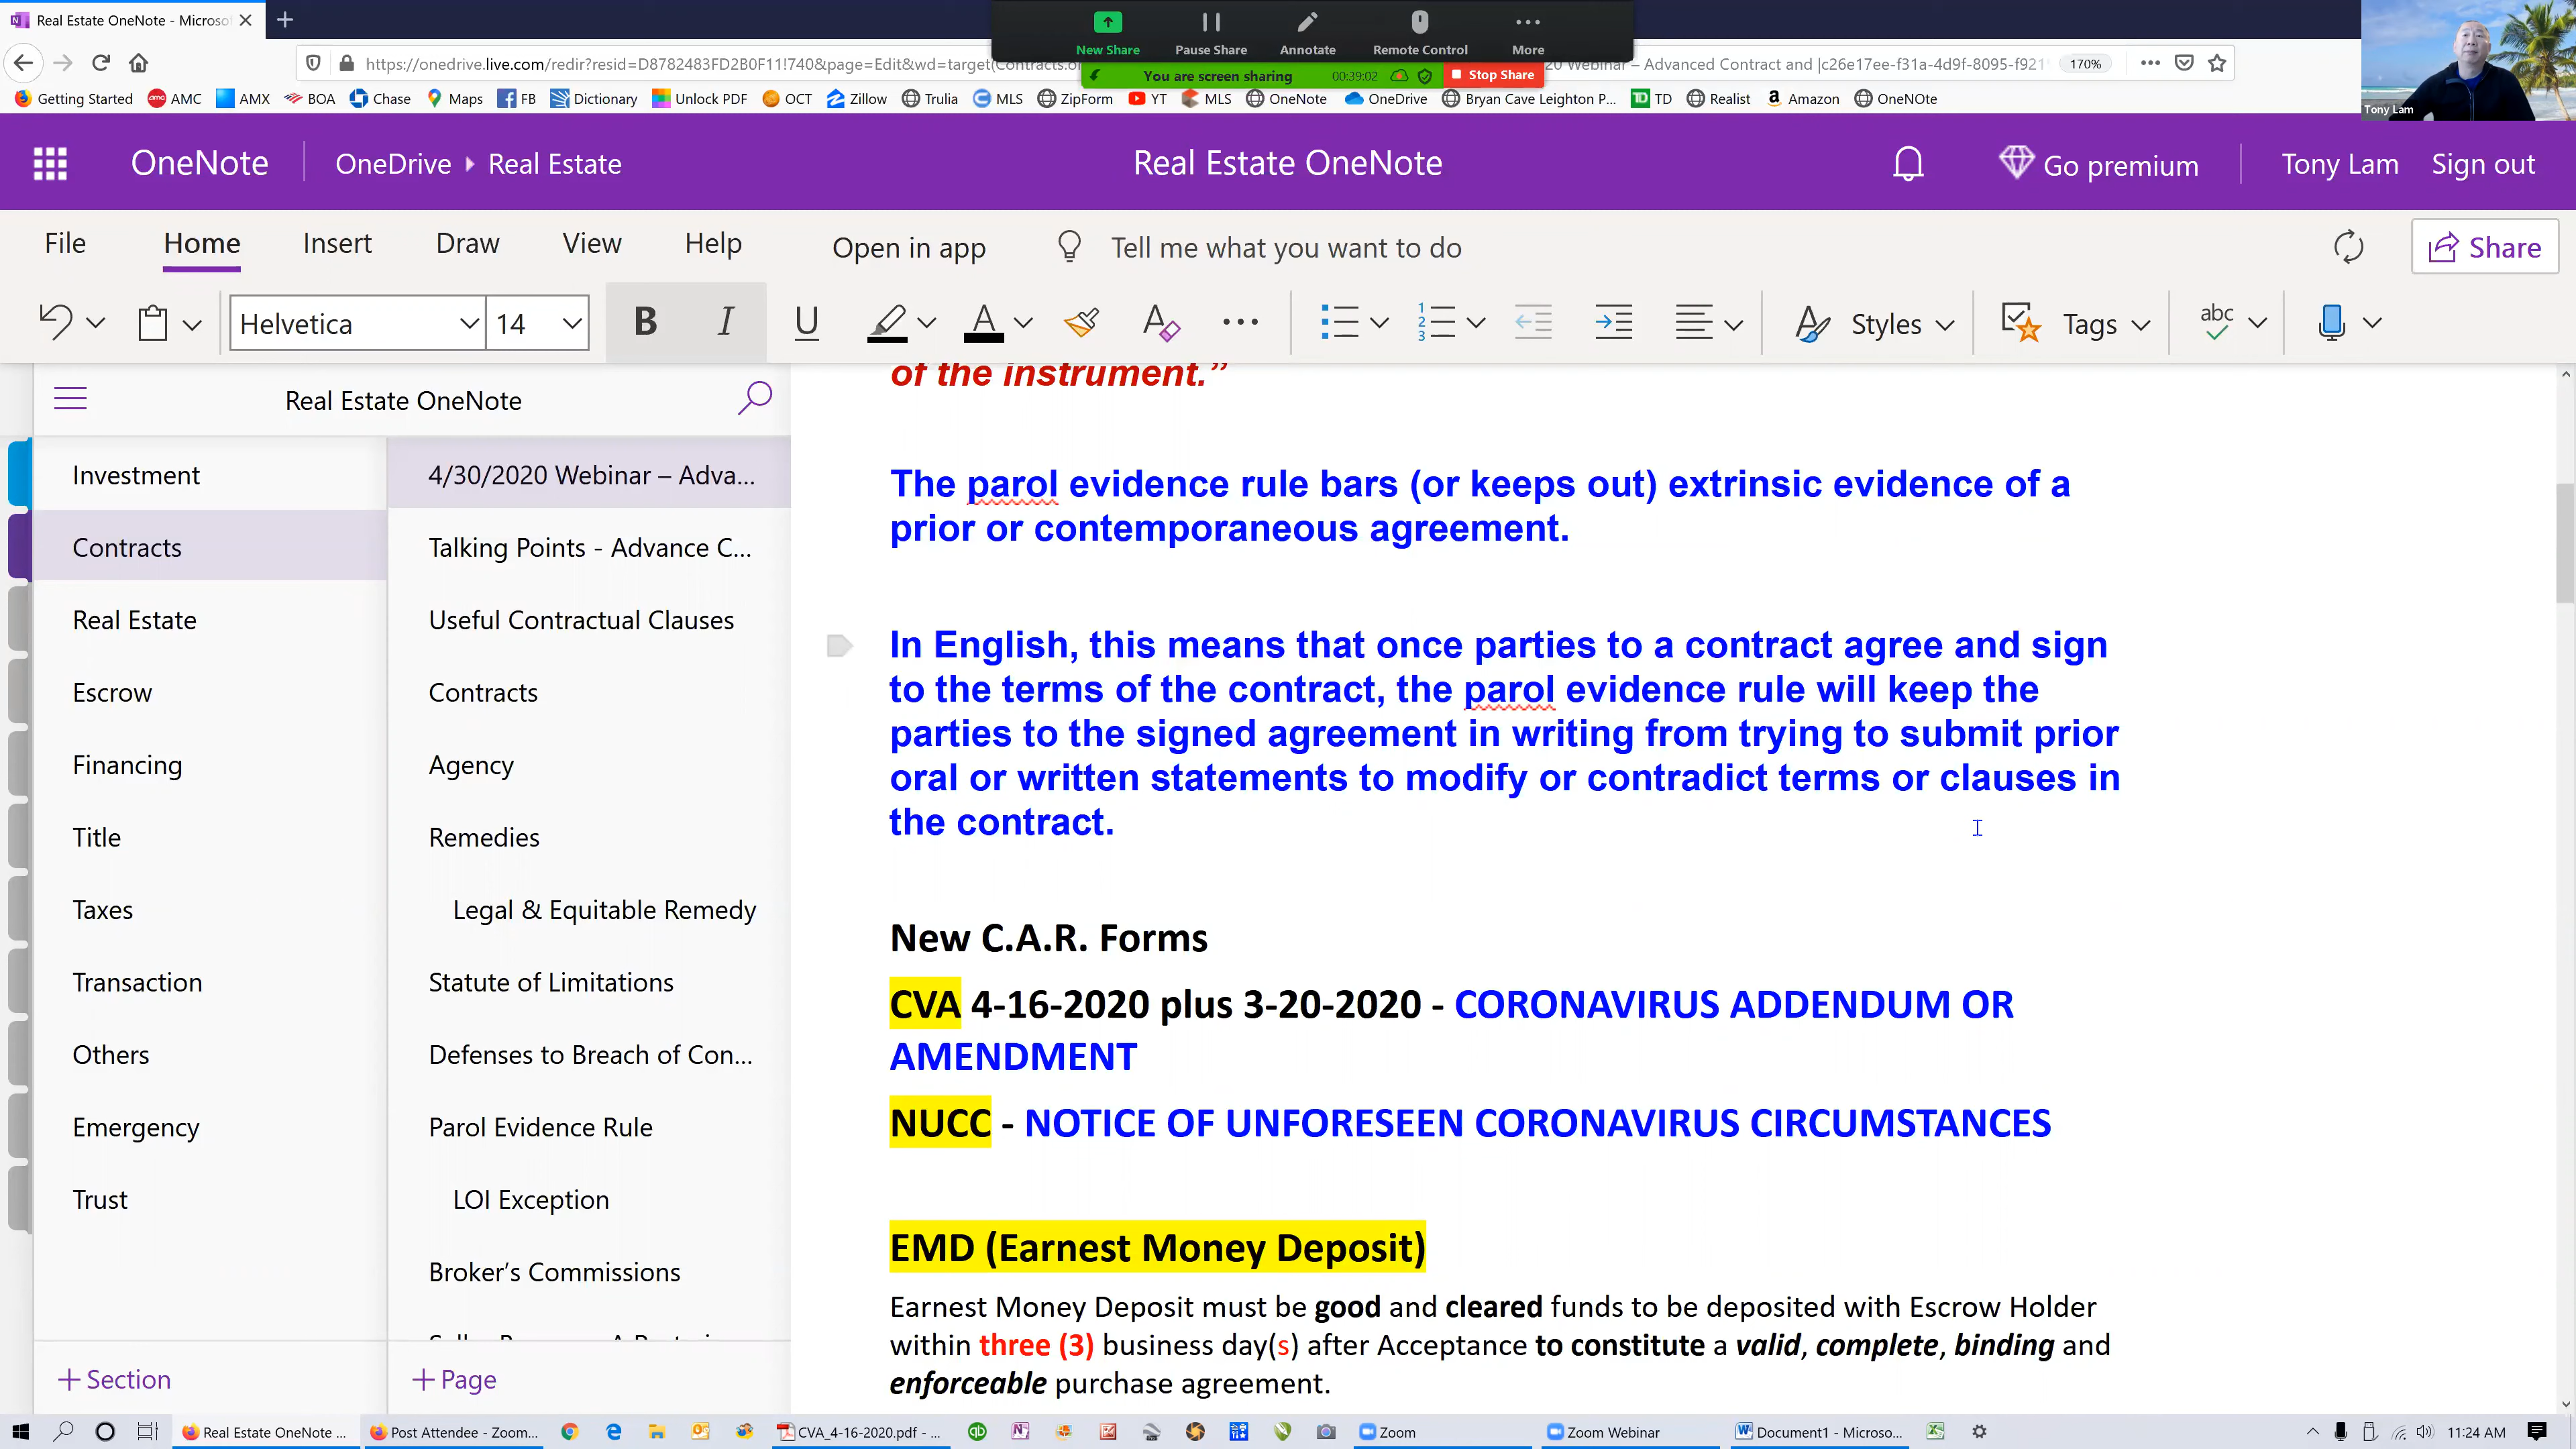 Real Estate OneNote - Microso
New Share
Pause Share
Annotate
Remote Control
More
https://onedrive.live.com/redir?resid=D8782483FD2B0F11!740&page=Edit&wd=target(Contracts.o
You are screen sharing
00:39:02
Stop Share
Webinar – Advanced Contract and |c26e17ee-f31a-4d9f-8095-f921
170%
Tony Lam
Getting Started AMC AMX BOA Chase Maps FB Dictionary Unlock PDF OCT Zillow Trulia MLS ZipForm YT MLS OneNote OneDrive Bryan Cave Leighton P... TD Realist Amazon OneNOte
OneNote OneDrive Real Estate
Real Estate OneNote
Go premium Tony Lam Sign out
File Home Insert Draw View Help Open in app Tell me what you want to do
Share
Helvetica 14 B I U A
Styles Tags abc
Real Estate OneNote
Investment
Contracts
Real Estate
Escrow
Financing
Title
Taxes
Transaction
Others
Emergency
Trust
+ Section
4/30/2020 Webinar – Adva...
Talking Points - Advance C...
Useful Contractual Clauses
Contracts
Agency
Remedies
Legal & Equitable Remedy
Statute of Limitations
Defenses to Breach of Con...
Parol Evidence Rule
LOI Exception
Broker's Commissions
+ Page
of the instrument.”
The parol evidence rule bars (or keeps out) extrinsic evidence of a
prior or contemporaneous agreement.
In English, this means that once parties to a contract agree and sign
to the terms of the contract, the parol evidence rule will keep the
parties to the signed agreement in writing from trying to submit prior
oral or written statements to modify or contradict terms or clauses in
the contract.
New C.A.R. Forms
CVA 4-16-2020 plus 3-20-2020 - CORONAVIRUS ADDENDUM OR
AMENDMENT
NUCC - NOTICE OF UNFORESEEN CORONAVIRUS CIRCUMSTANCES
EMD (Earnest Money Deposit)
Earnest Money Deposit must be good and cleared funds to be deposited with Escrow Holder
within three (3) business day(s) after Acceptance to constitute a valid, complete, binding and
enforceable purchase agreement.
Real Estate OneNote ... Post Attendee - Zoom... CVA_4-16-2020.pdf - ... Zoom Zoom Webinar Document1 - Microso... 11:24 AM